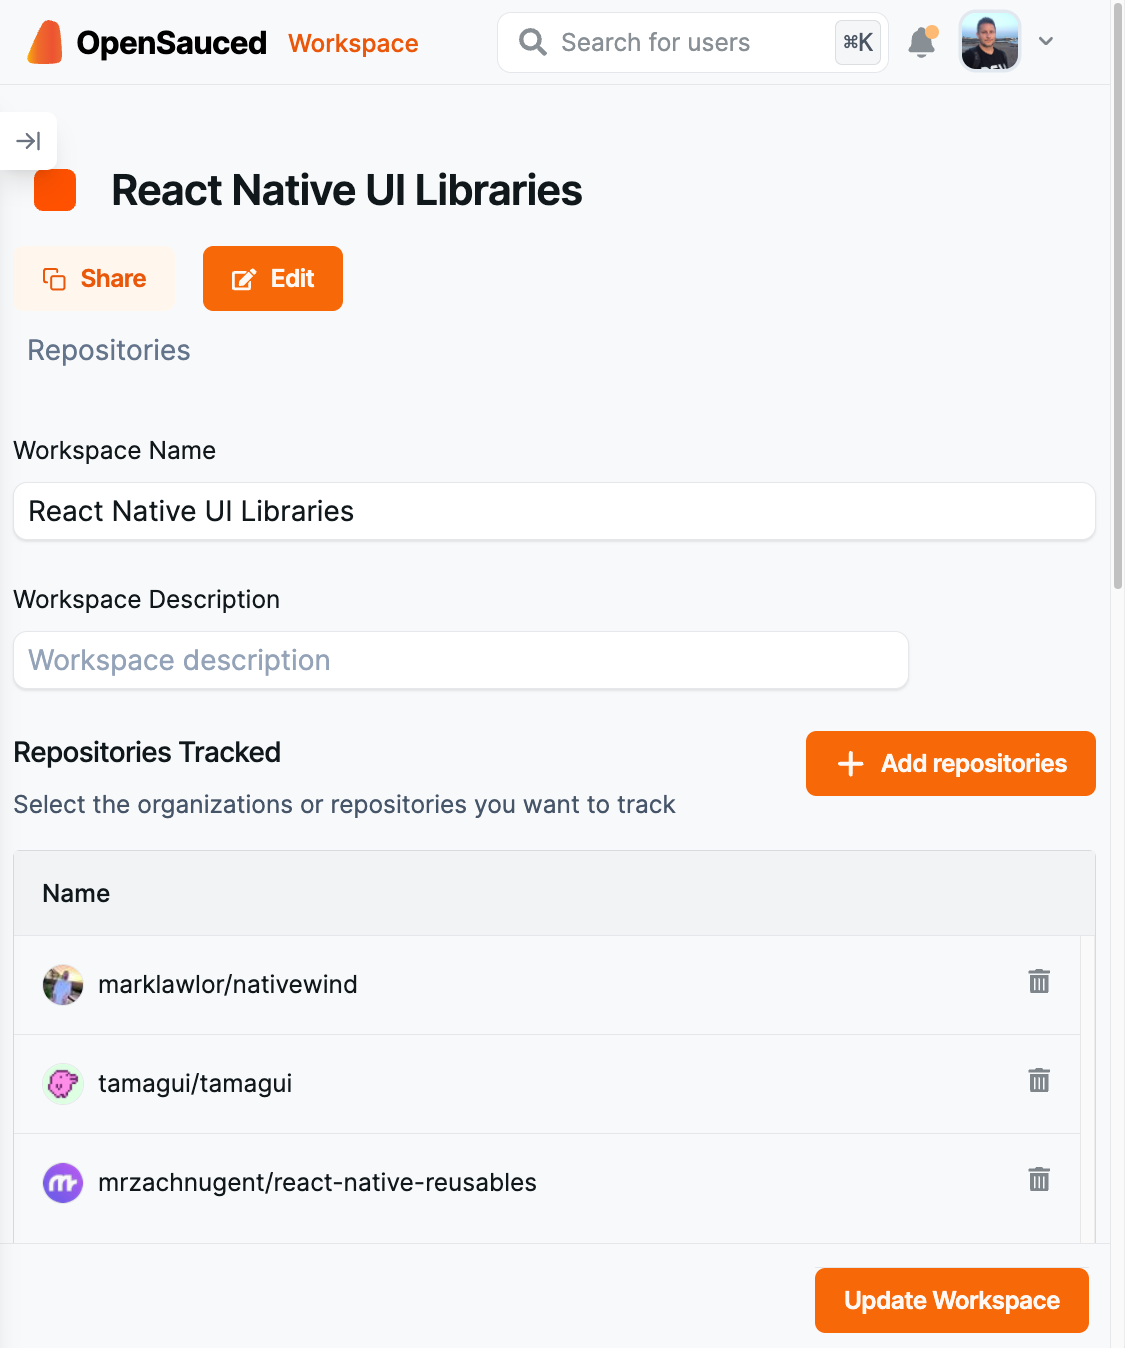 OpenSauced Workspace
Search for users ⌘K
React Native UI Libraries
Share Edit
Repositories
Workspace Name
React Native UI Libraries
Workspace Description
Workspace description
Repositories Tracked
Add repositories
Select the organizations or repositories you want to track
Name
marklawlor/nativewind
tamagui/tamagui
mr mrzachnugent/react-native-reusables
Update Workspace